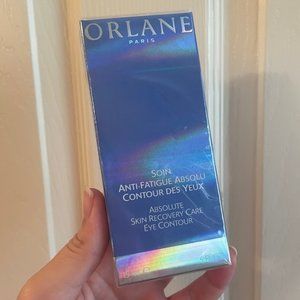 ORLANE
PARIS
SOIN
ANTI-FATIGUE ABSOLU
CONTOUR DES YEUX
ABSOLUTE
SKIN RECOVERY CARE
EYE CONTOUR